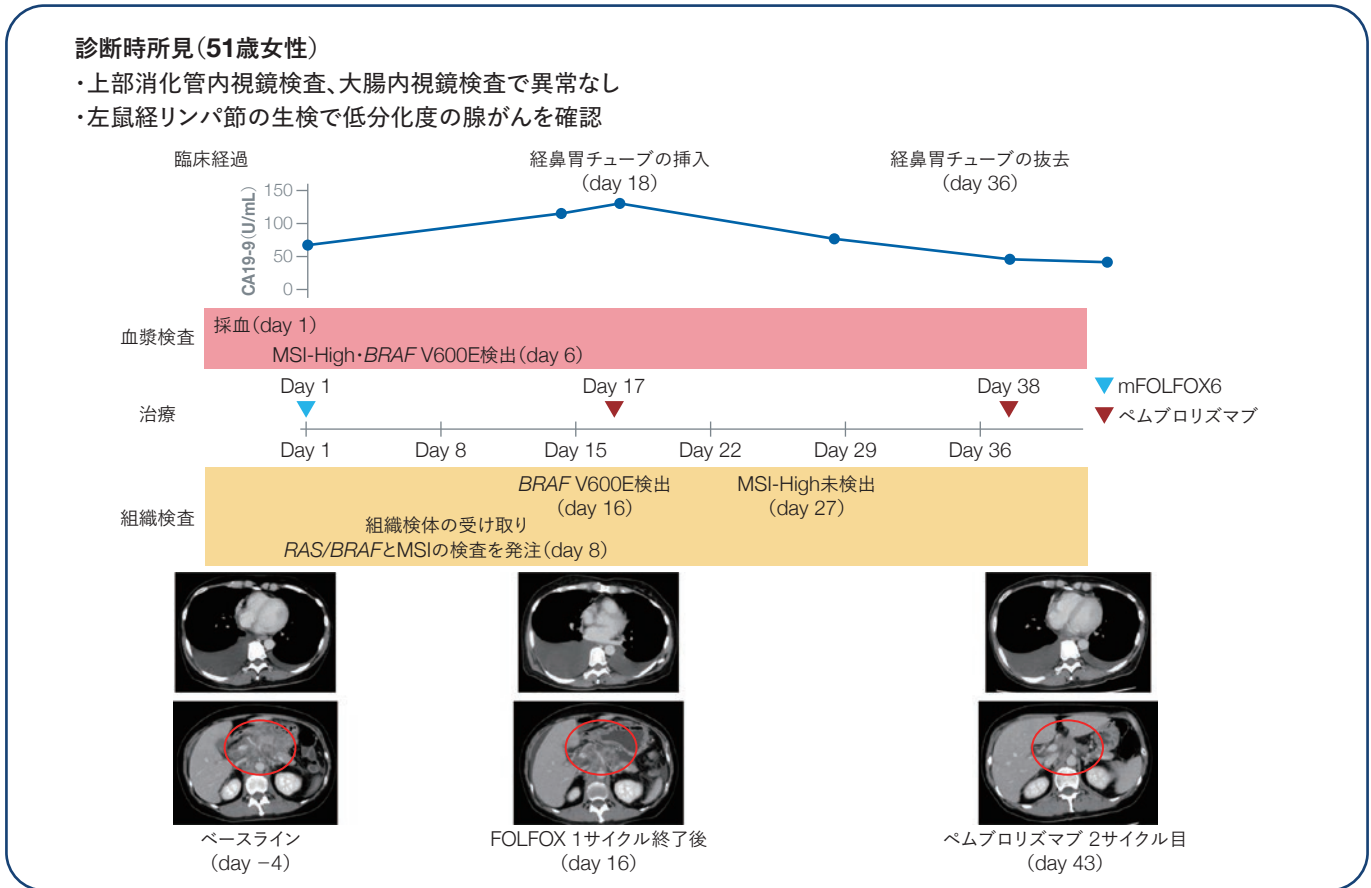 診断時所見(51歳女性)
・上部消化管内視鏡検査、大腸内視鏡検査で異常なし
・左鼠経リンパ節の生検で低分化度の腺がんを確認
臨床経過
経鼻胃チューブの挿入
(day 18)
経鼻胃チューブの抜去
(day 36)
CA19-9(U/mL)
150
100
50
0
血漿検査
採血(day 1)
MSI-High・BRAF V600E検出(day 6)
治療
Day 1
Day 17
Day 38
mFOLFOX6
ペムブロリズマブ
Day 1
Day 8
Day 15
Day 22
Day 29
Day 36
組織検査
BRAF V600E検出
(day 16)
MSI-High未検出
(day 27)
組織検体の受け取り
RAS/BRAFとMSIの検査を発注(day 8)
ベースライン
(day −4)
FOLFOX 1サイクル終了後
(day 16)
ペムブロリズマブ 2サイクル目
(day 43)